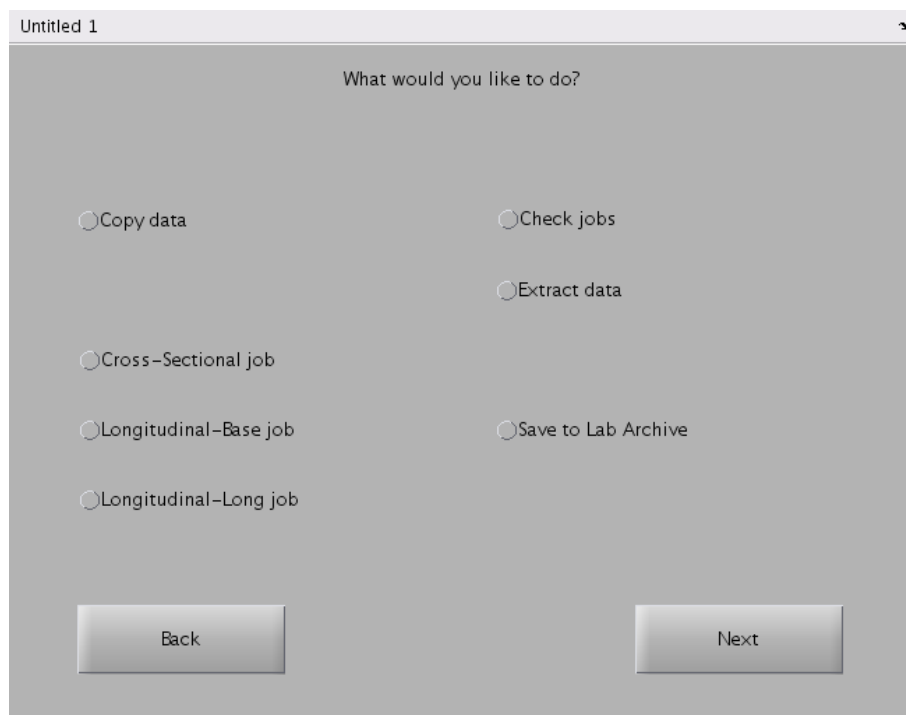 Untitled 1
What would you like to do?
Copy data
Check jobs
Extract data
Cross-Sectional job
Longitudinal-Base job
Save to Lab Archive
Longitudinal-Long job
Back
Next